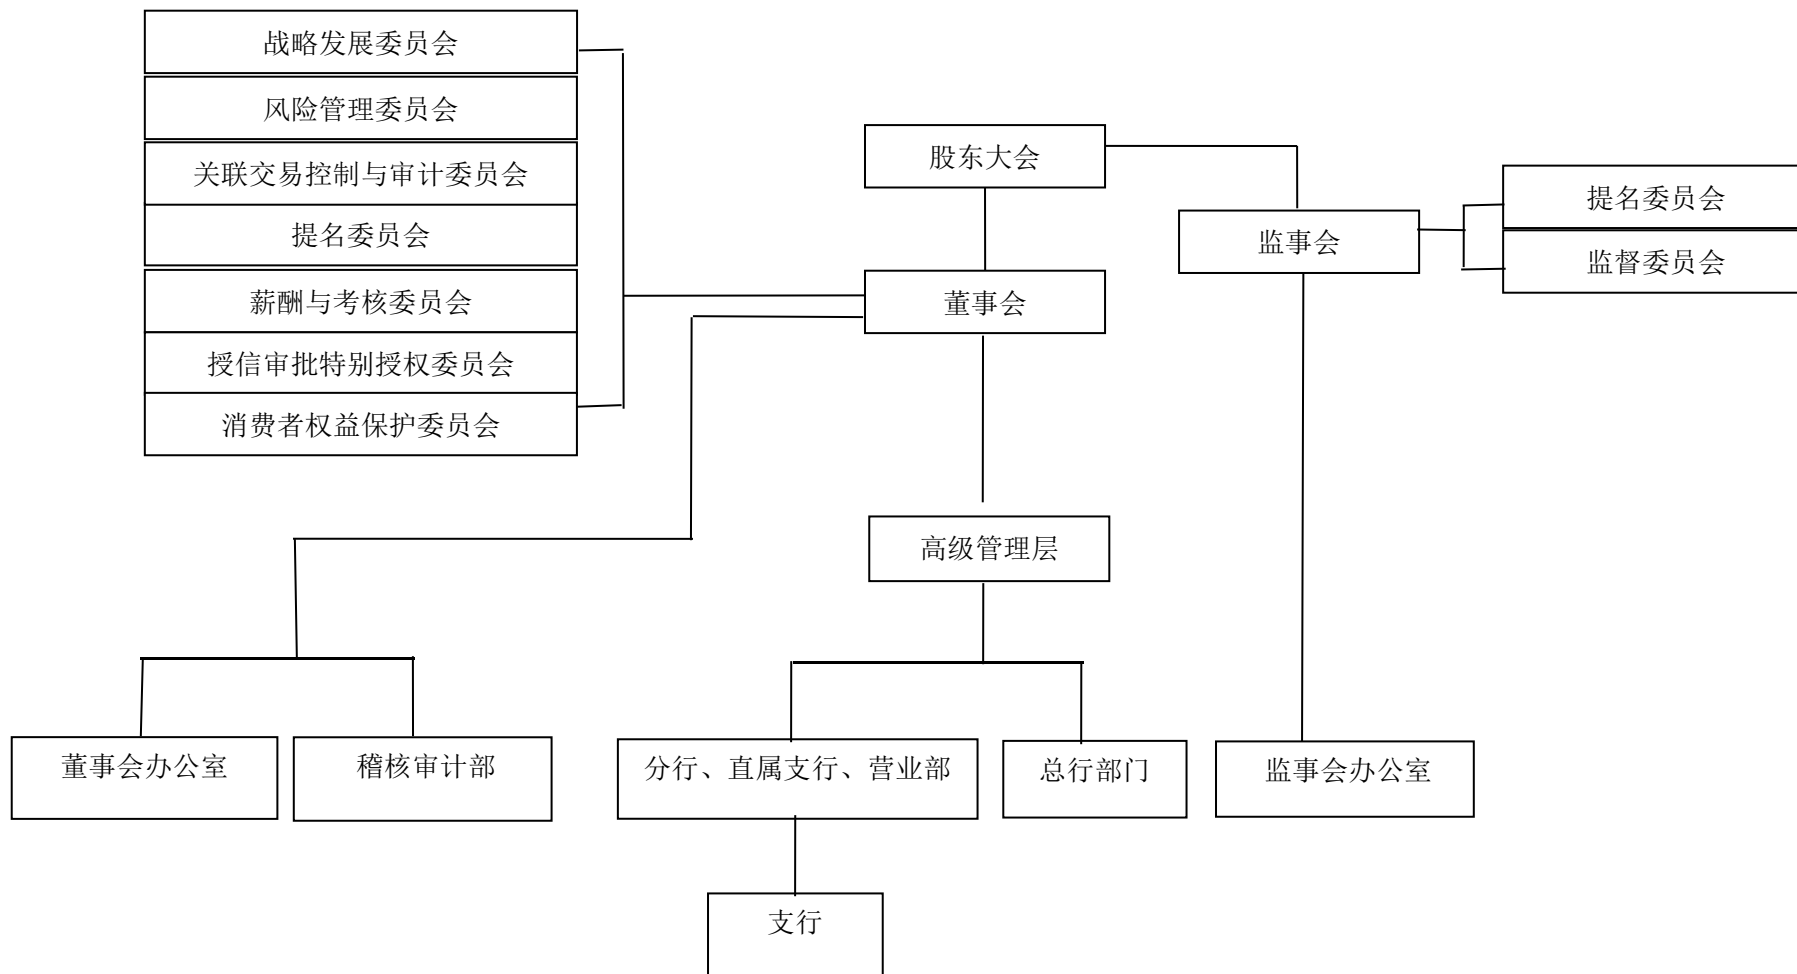 战略发展委员会
风险管理委员会
关联交易控制与审计委员会
提名委员会
薪酬与考核委员会
授信审批特别授权委员会
消费者权益保护委员会
股东大会
监事会
提名委员会
监督委员会
董事会
高级管理层
董事会办公室
稽核审计部
分行、直属支行、营业部
总行部门
监事会办公室
支行